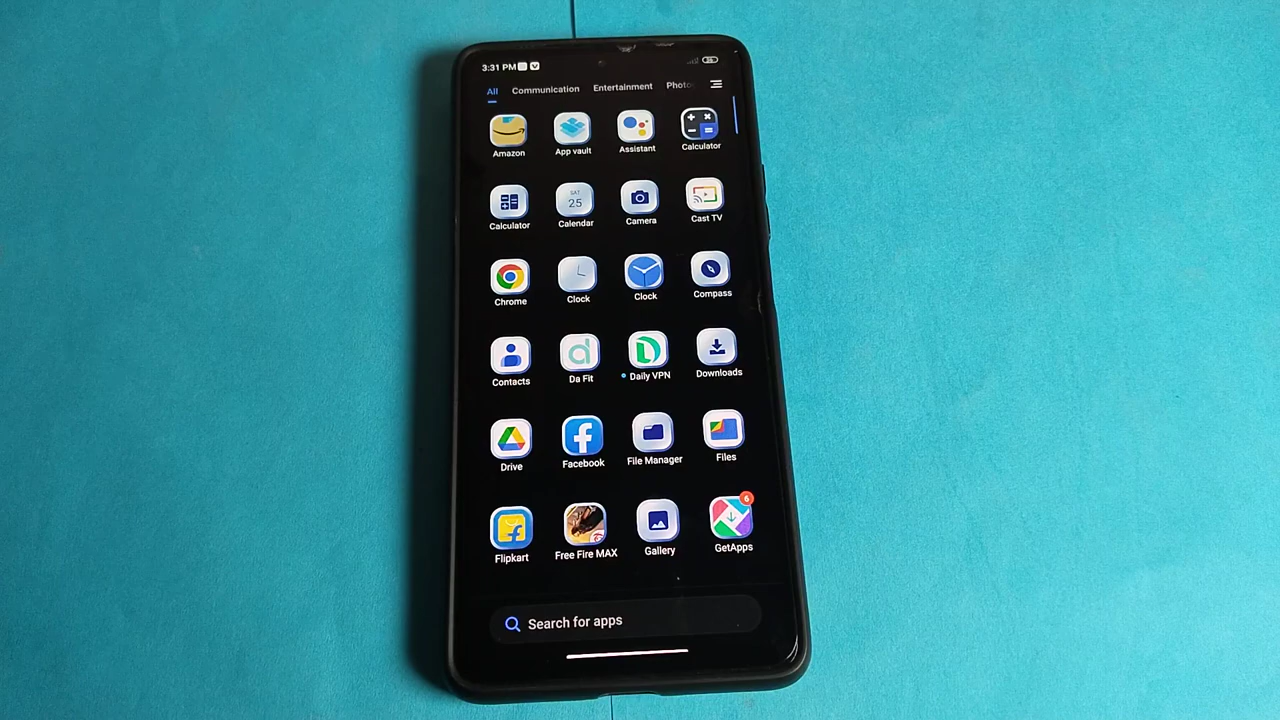 3:31 PM
All Communication Entertainment Photo
Amazon App vault Assistant Calculator
SAT
25
Calculator Calendar Camera Cast TV
Chrome Clock Clock Compass
Contacts Da Fit Daily VPN Downloads
Drive Facebook File Manager Files
6
Flipkart Free Fire MAX Gallery GetApps
Search for apps